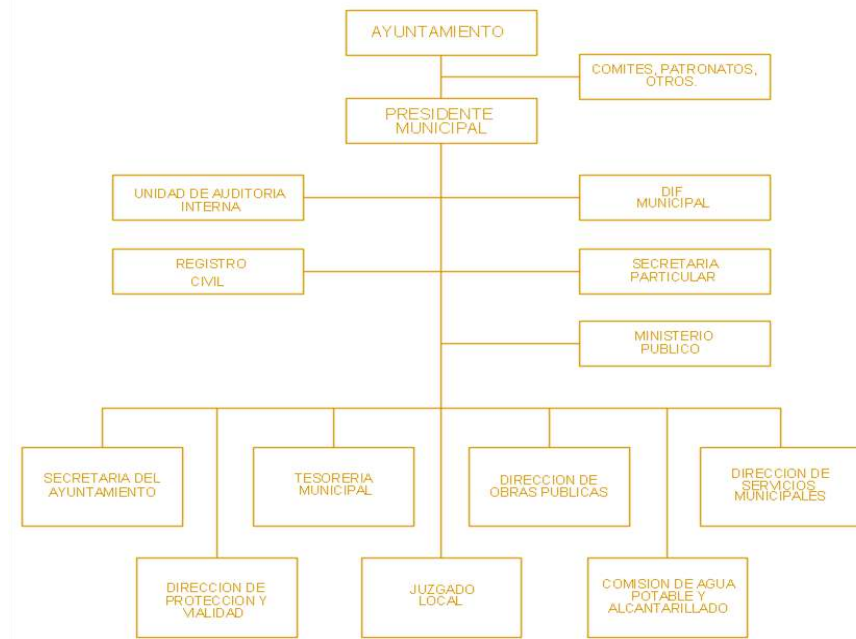 AYUNTAMIENTO
COMITES, PATRONATOS,
OTROS.
PRESIDENTE
MUNICIPAL
UNIDAD DE AUDITORIA
INTERNA
DIF
MUNICIPAL
REGISTRO
CIVIL
SECRETARIA
PARTICULAR
MINISTERIO
PUBLICO
SECRETARIA DEL
AYUNTAMIENTO
TESORERIA
MUNICIPAL
DIRECCION DE
OBRAS PUBLICAS
DIRECCION DE
SERVICIOS
MUNICIPALES
DIRECCION DE
PROTECCION Y
VIALIDAD
JUZGADO
LOCAL
COMISION DE AGUA
POTABLE Y
ALCANTARILLADO